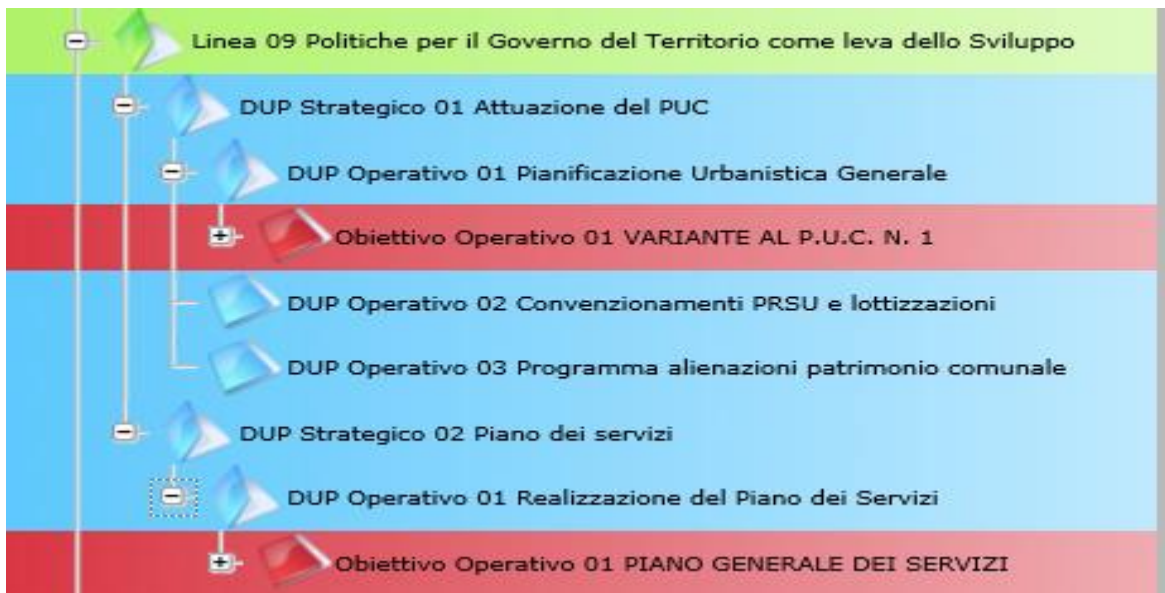 Linea 09 Politiche per il Governo del Territorio come leva dello Sviluppo
DUP Strategico 01 Attuazione del PUC
DUP Operativo 01 Pianificazione Urbanistica Generale
Obiettivo Operativo 01 VARIANTE AL P.U.C. N. 1
DUP Operativo 02 Convenzionamenti PRSU e lottizzazioni
DUP Operativo 03 Programma alienazioni patrimonio comunale
DUP Strategico 02 Piano dei servizi
DUP Operativo 01 Realizzazione del Piano dei Servizi
Obiettivo Operativo 01 PIANO GENERALE DEI SERVIZI